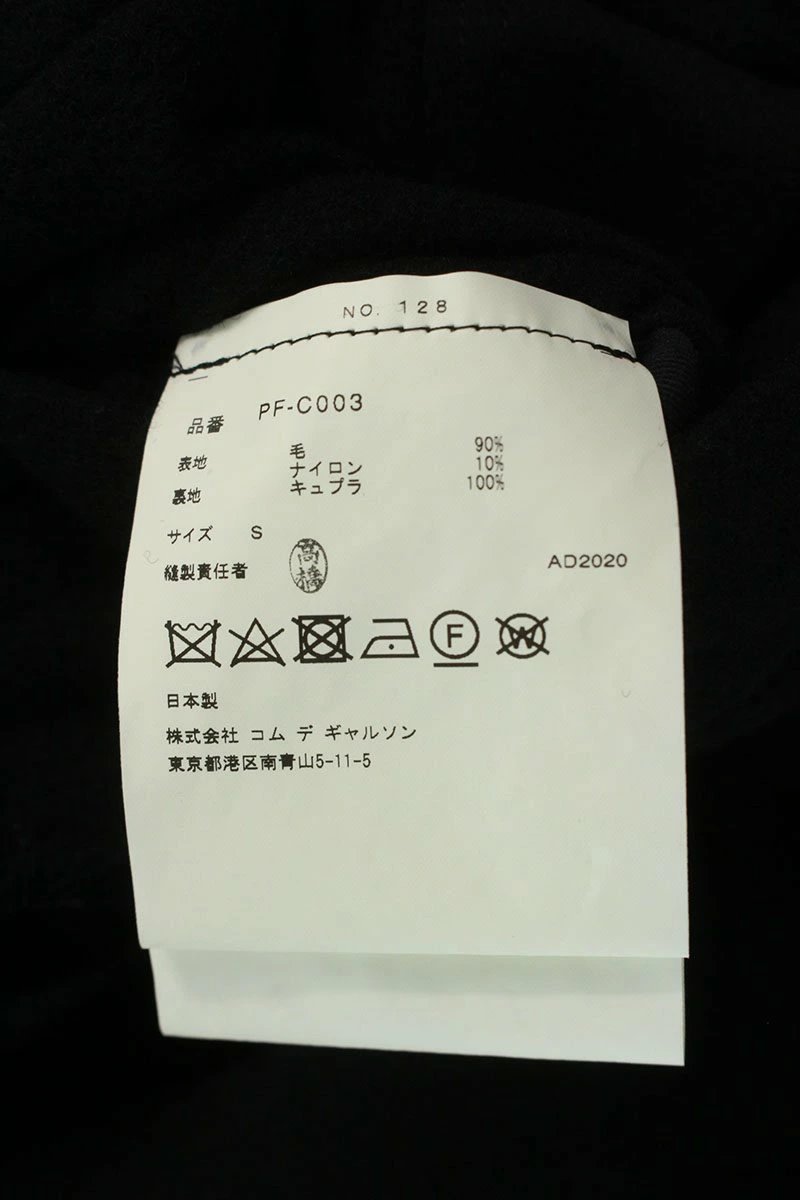 NO. 128
品番 PF-C003
表地 毛 90%
ナイロン 10%
裏地 キュプラ 100%
サイズ S
縫製責任者 高橋 AD2020
F W
日本製
株式会社 コム デ ギャルソン
東京都港区南青山5-11-5